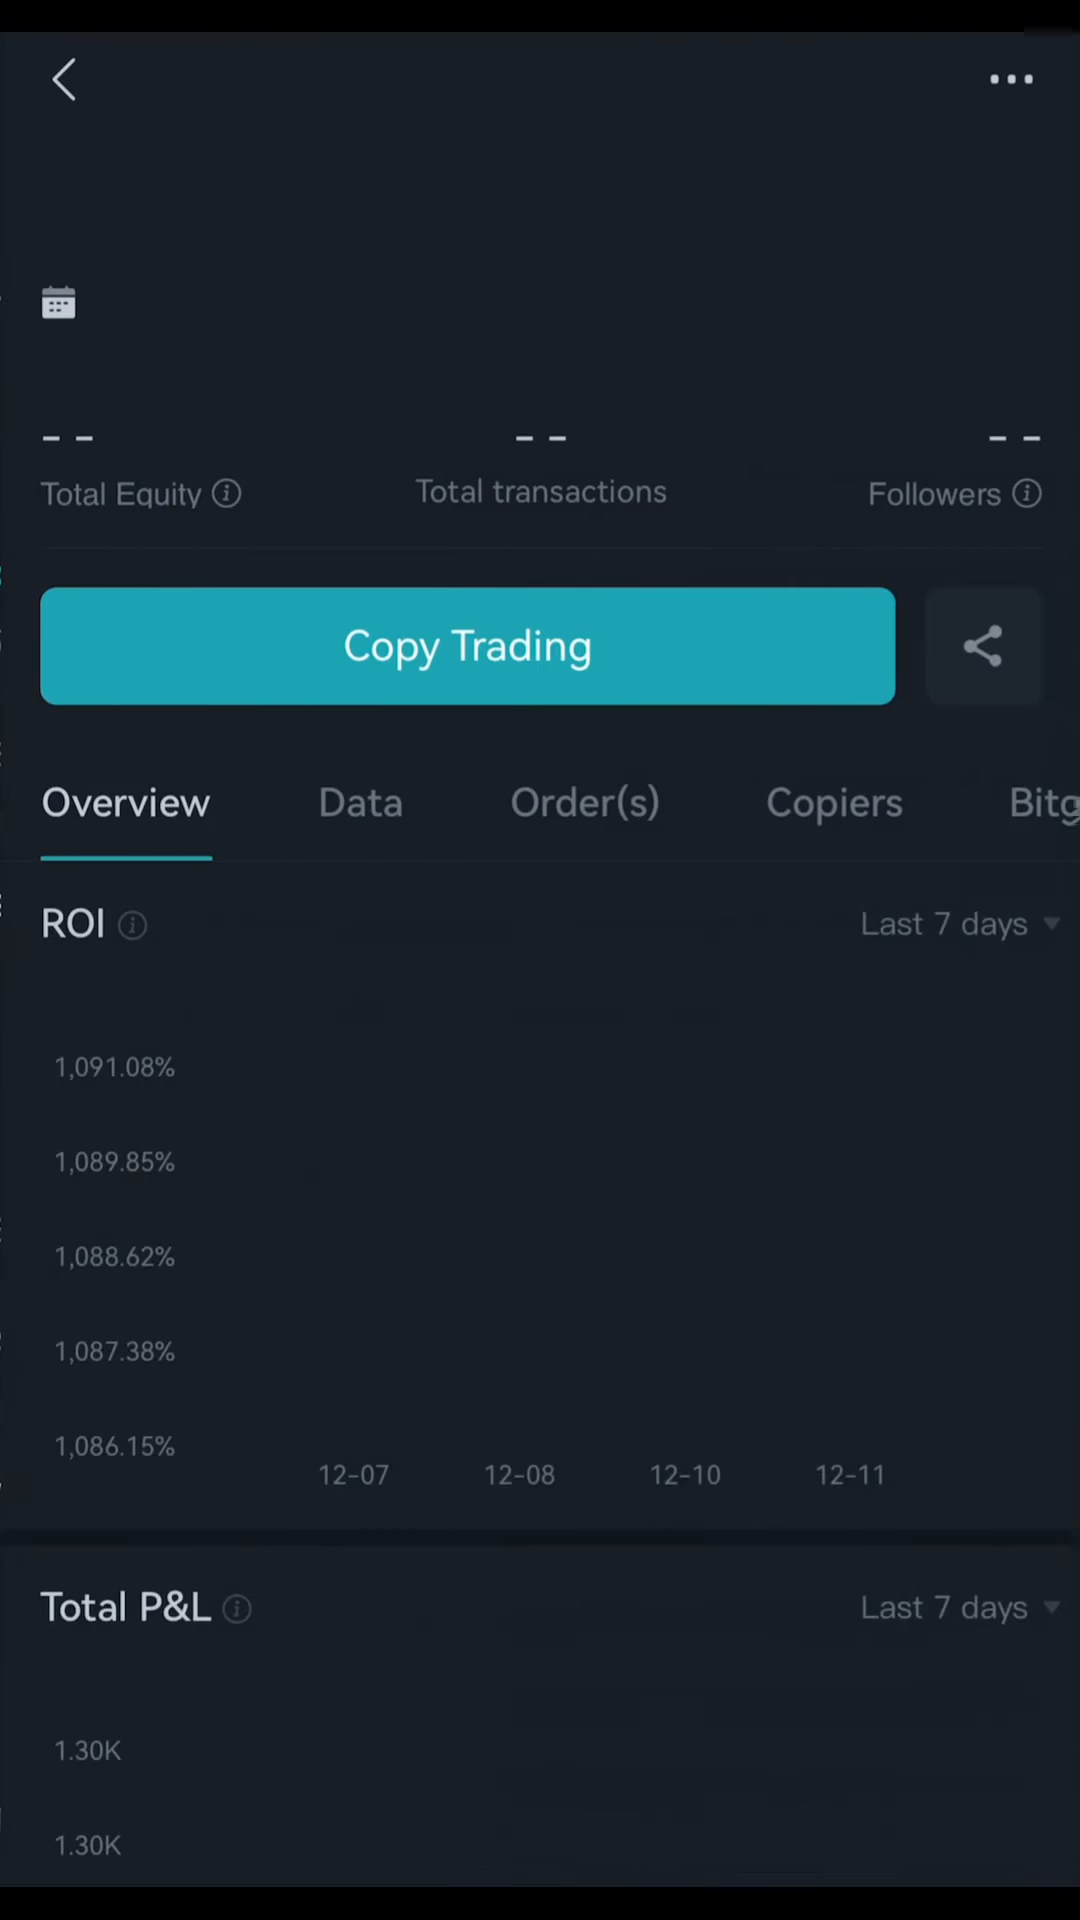 -- -- --
Total Equity Total transactions Followers
Copy Trading
Overview Data Order(s) Copiers Bitg
ROI Last 7 days
1,091.08%
1,089.85%
1,088.62%
1,087.38%
1,086.15%
12-07 12-08 12-10 12-11
Total P&L Last 7 days
1.30K
1.30K